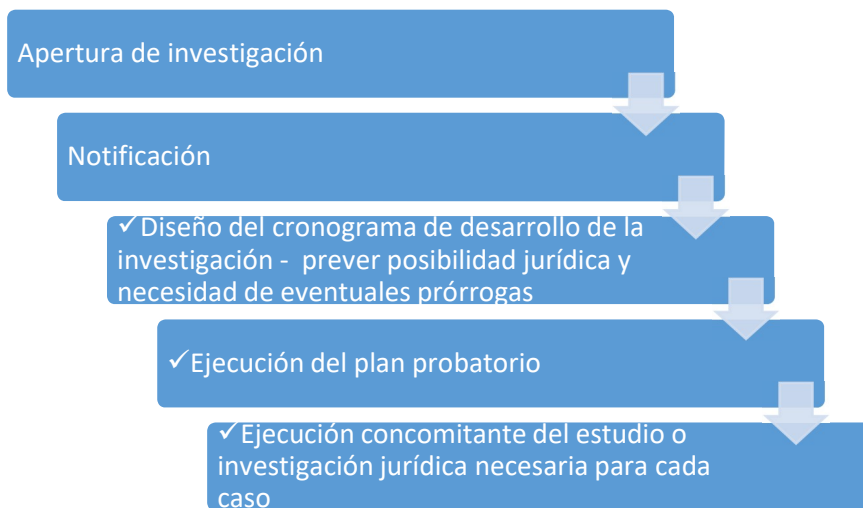 Apertura de investigación
Notificación
✓Diseño del cronograma de desarrollo de la
investigación - prever posibilidad jurídica y
necesidad de eventuales prórrogas
✓Ejecución del plan probatorio
✓Ejecución concomitante del estudio o
investigación jurídica necesaria para cada
caso